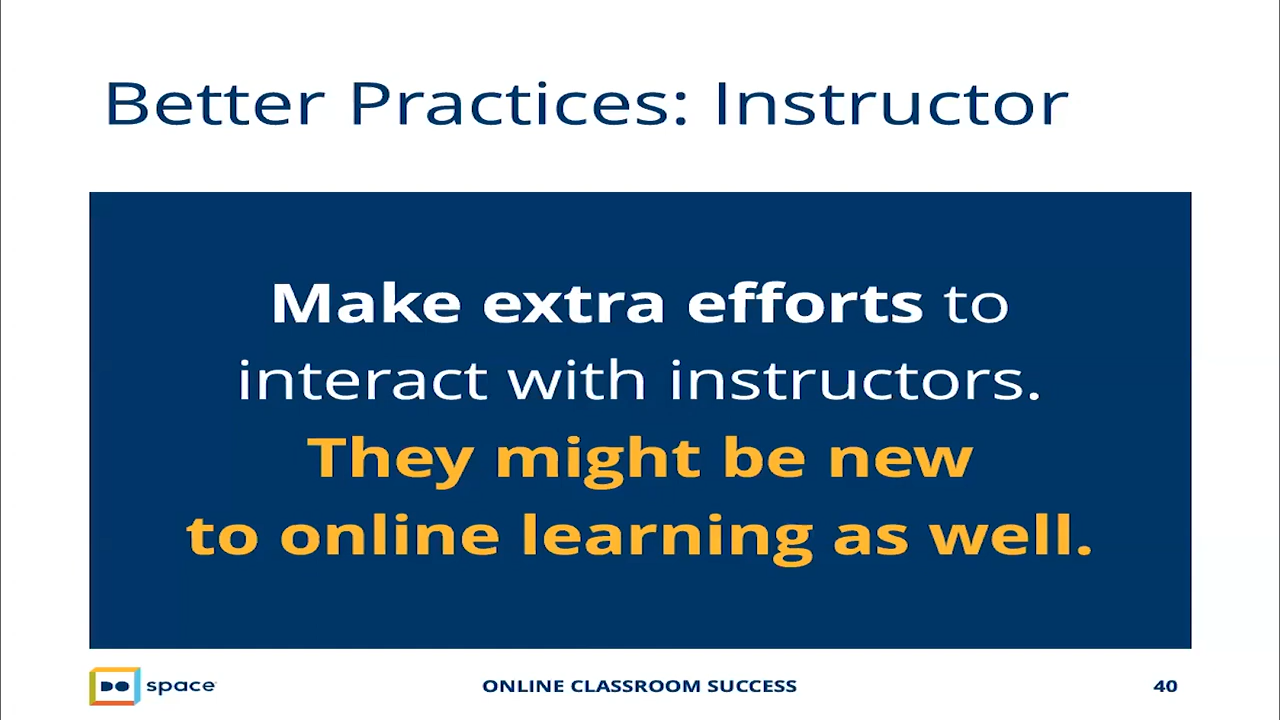 Better Practices: Instructor
Make extra efforts to
interact with instructors.
They might be new
to online learning as well.
DO space
ONLINE CLASSROOM SUCCESS
40